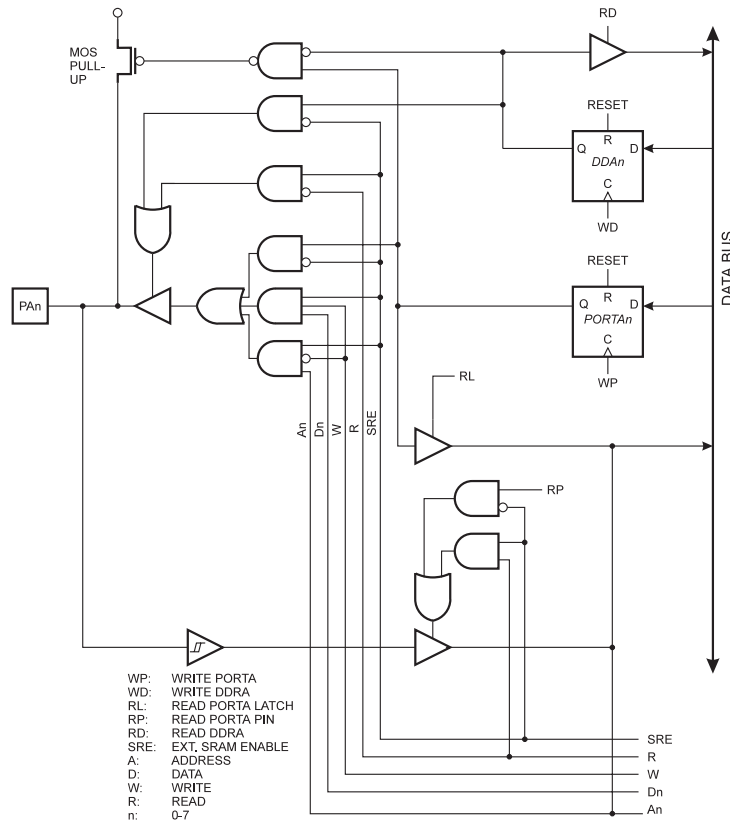 RD
MOS
PULL-
UP
RESET
R
Q
D
DDAn
C
WD
RESET
R
Q
D
PORTAn
C
WP
DATA BUS
PAn
RL
An
Dn
W
R
SRE
RP
WP: WRITE PORTA
WD: WRITE DDRA
RL: READ PORTA LATCH
RP: READ PORTA PIN
RD: READ DDRA
SRE: EXT. SRAM ENABLE
A: ADDRESS
D: DATA
W: WRITE
R: READ
n: 0-7
SRE
R
W
Dn
An